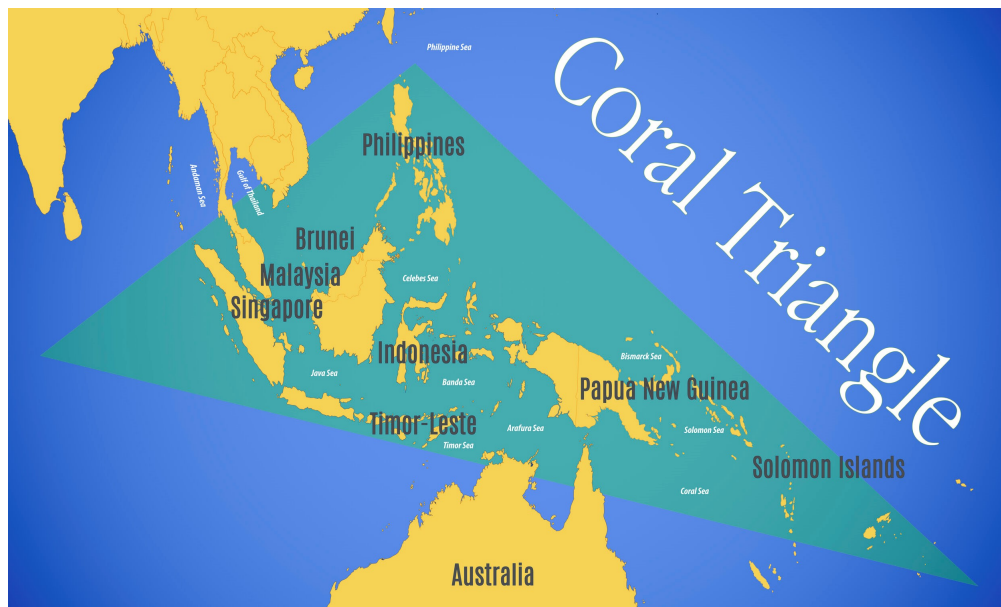 Philippine Sea
Coral Triangle
Philippines
Andaman Sea
Gulf of Thailand
Brunei
Malaysia
Celebes Sea
Singapore
Indonesia
Bismarck Sea
Java Sea
Banda Sea
Papua New Guinea
Timor-Leste
Arafura Sea
Solomon Sea
Timor Sea
Solomon Islands
Coral Sea
Australia